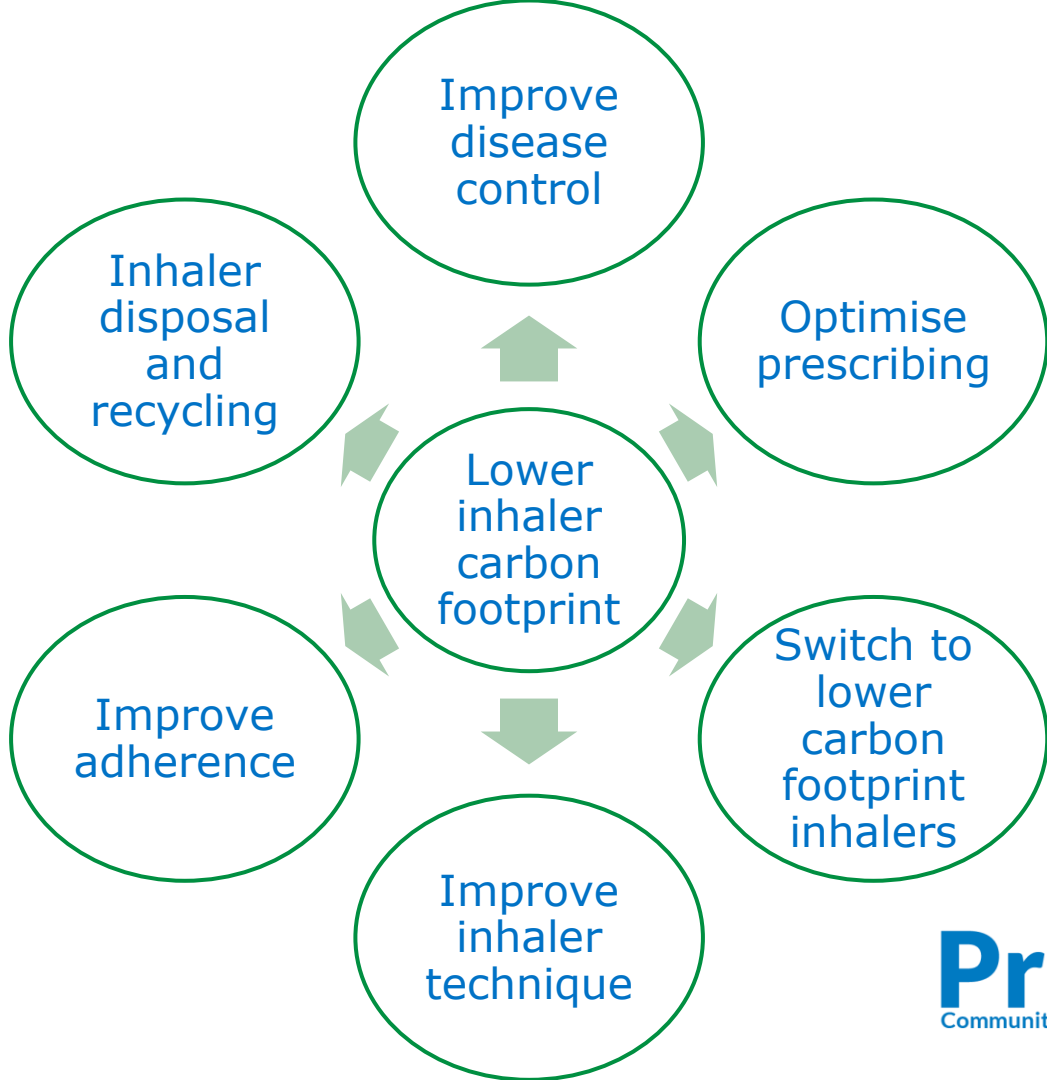 Improve
disease
control
Inhaler
disposal
and
recycling
Optimise
prescribing
Lower
inhaler
carbon
footprint
Improve
adherence
Switch to
lower
carbon
footprint
inhalers
Improve
inhaler
technique
Pr
Communit